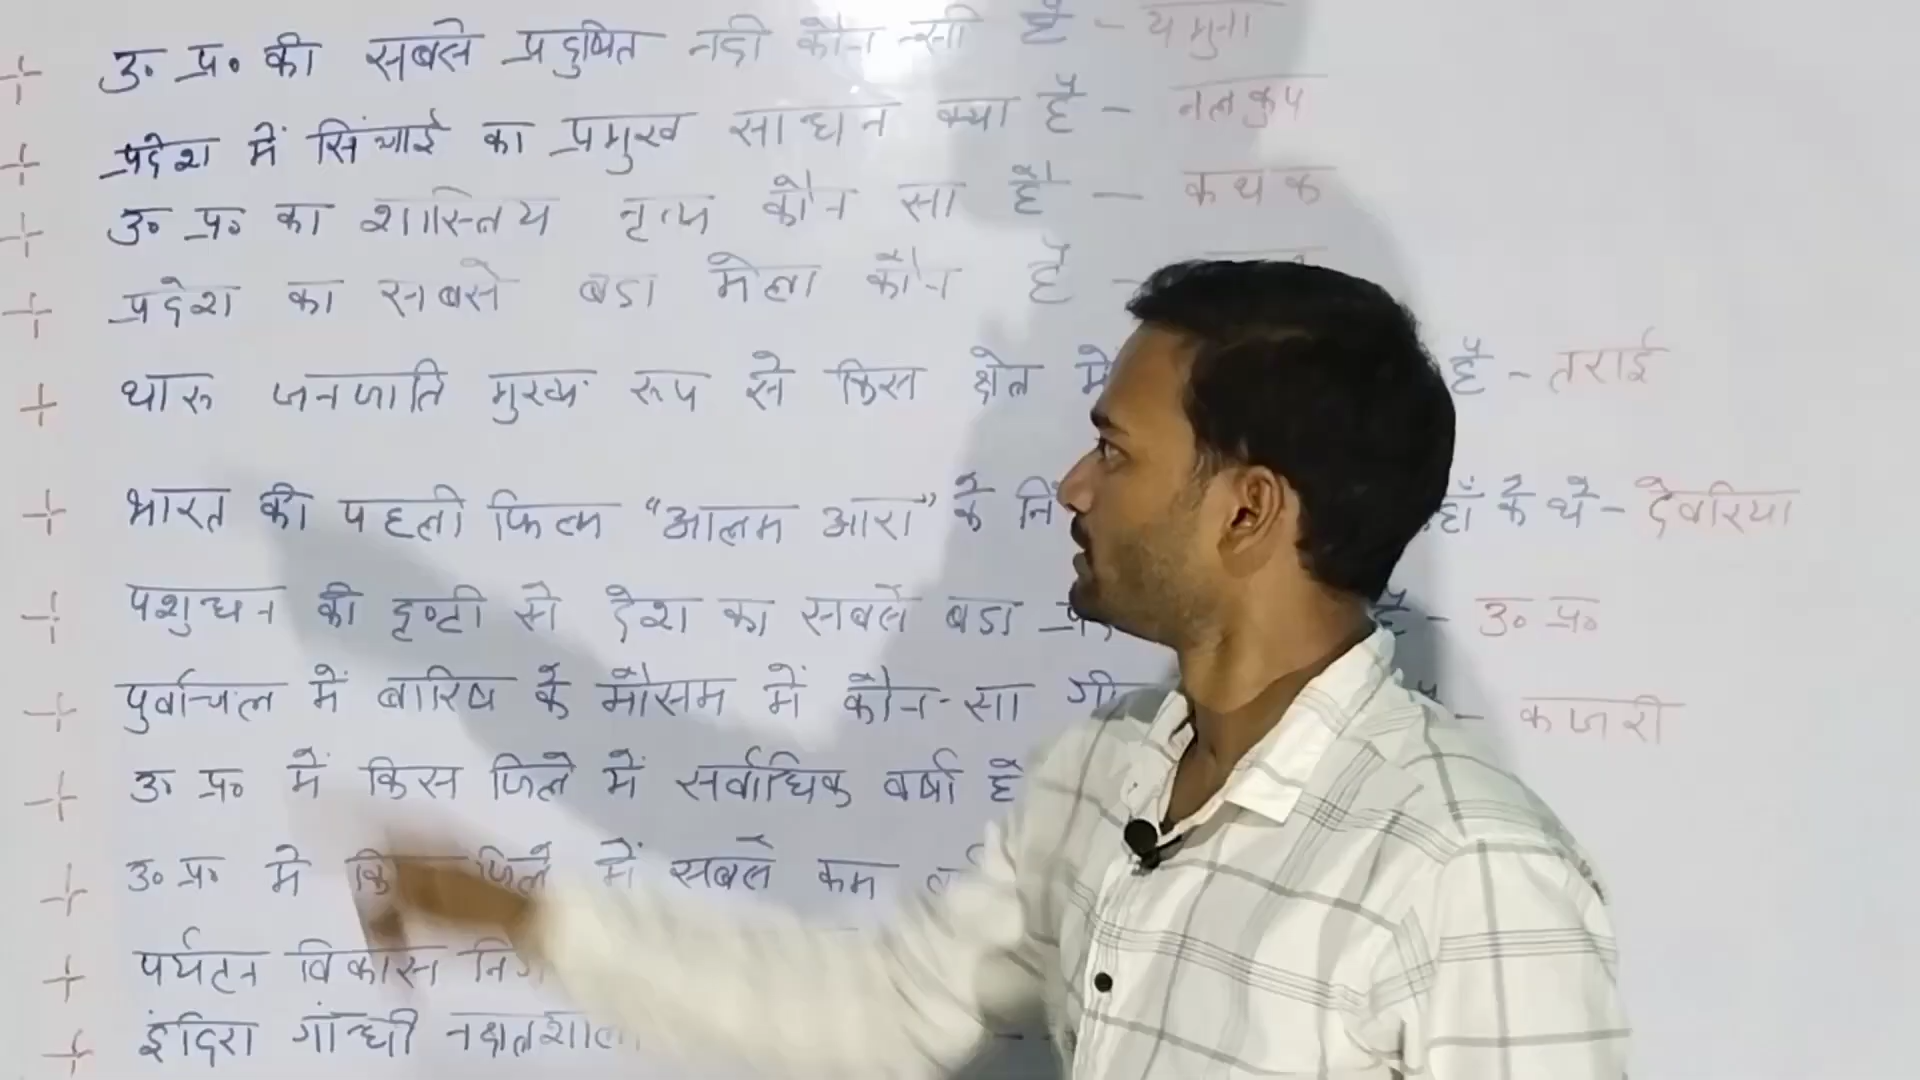 उ० प्र० की सबसे प्रदुषित नदी कौन-सी है - यमुना
प्रदेश में सिंचाई का प्रमुख साधन क्या है - नलकुप
उ० प्र० का शास्त्रिय नृत्य कौन सा है - कथक
प्रदेश का सबसे बडा मेला कौन है -
थारू जनजाति मुख्य रूप से किस क्षेत्र में है - तराई
भारत की पहली फिल्म "आलम आरा" के कहाँ के थे - देवरिया
पशुधन की दृष्टी से देश का सबसे बडा है - उ० प्र०
पुर्वांचल में बारिष के मौसम में कौन-सा - कजरी
उ० प्र० में किस जिले में सर्वाधिक वर्षा
उ० प्र० मे जिले में सबसे कम
पर्यटन विकास
इंदिरा गाँन्धी नक्षत्रशाला